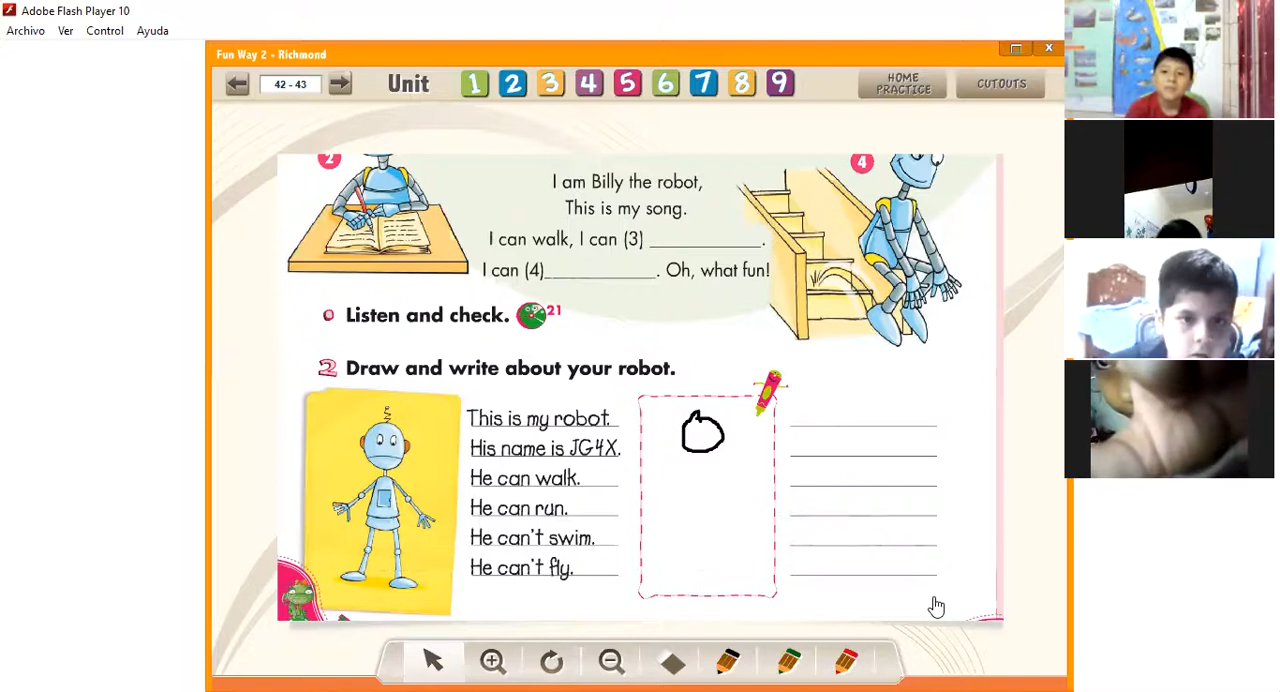 Adobe Flash Player 10
Archivo Ver Control Ayuda
Fun Way 2 - Richmond
42 - 43
Unit
1 2 3 4 5 6 7 8 9
HOME PRACTICE
CUTOUTS
2
4
I am Billy the robot,
This is my song.
I can walk, I can (3) ____________.
I can (4)____________. Oh, what fun!
Listen and check. 21
2 Draw and write about your robot.
This is my robot.
His name is JG4X.
He can walk.
He can run.
He can't swim.
He can't fly.